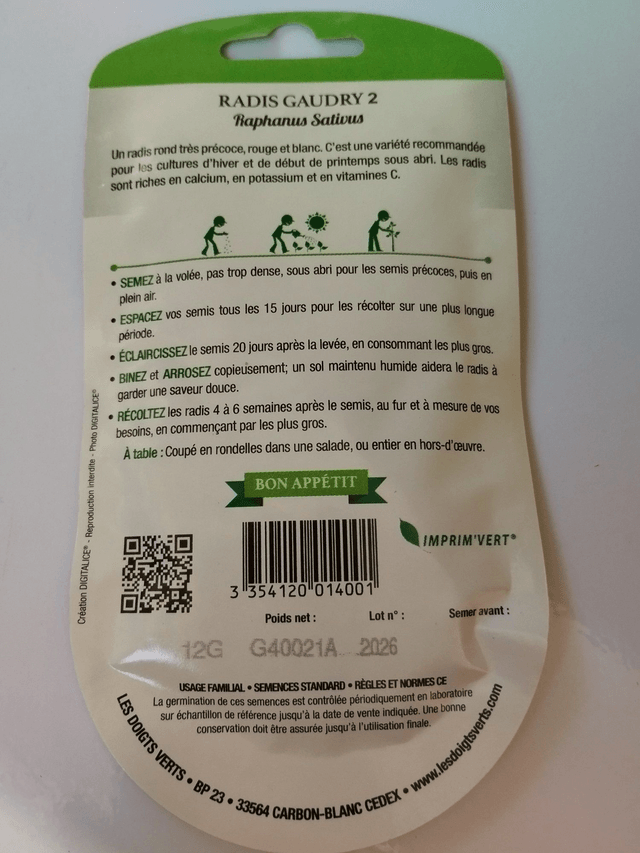 RADIS GAUDRY 2
Raphanus Sativus
Un radis rond très précoce, rouge et blanc. C'est une variété recommandée
pour les cultures d'hiver et de début de printemps sous abri. Les radis
sont riches en calcium, en potassium et en vitamines C.
• SEMEZ à la volée, pas trop dense, sous abri pour les semis précoces, puis en
plein air.
• ESPACEZ vos semis tous les 15 jours pour les récolter sur une plus longue
période.
• ÉCLAIRCISSEZ le semis 20 jours après la levée, en consommant les plus gros.
• BINEZ et ARROSEZ copieusement; un sol maintenu humide aidera le radis à
garder une saveur douce.
• RÉCOLTEZ les radis 4 à 6 semaines après le semis, au fur et à mesure de vos
besoins, en commençant par les plus gros.
À table : Coupé en rondelles dans une salade, ou entier en hors-d'œuvre.
BON APPÉTIT
Création DIGITALICE® - Reproduction interdite - Photo DIGITALICE®
IMPRIM'VERT®
3 354120 014001
Poids net : Lot n° : Semer avant :
12G G40021A 2026
USAGE FAMILIAL • SEMENCES STANDARD • RÈGLES ET NORMES CE
La germination de ces semences est contrôlée périodiquement en laboratoire
sur échantillon de référence jusqu'à la date de vente indiquée. Une bonne
conservation doit être assurée jusqu'à l'utilisation finale.
LES DOIGTS VERTS • BP 23 • 33564 CARBON-BLANC CEDEX • www.lesdoigtsverts.com